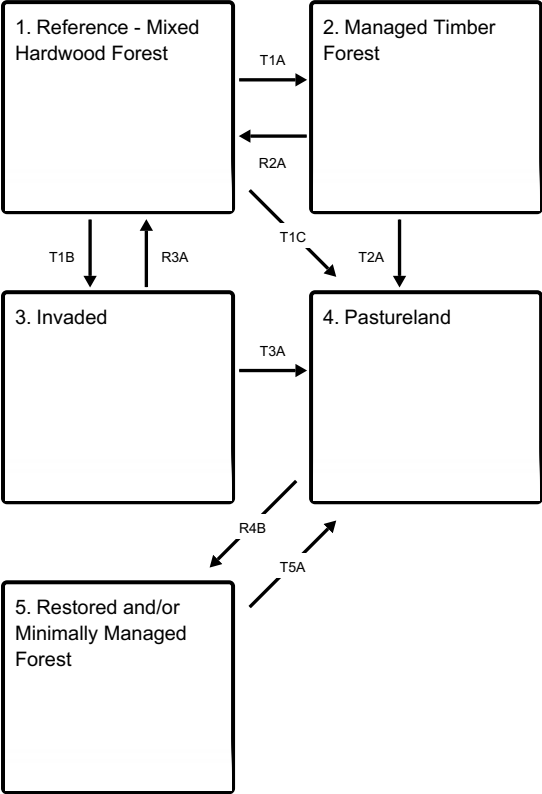 1. Reference - Mixed
Hardwood Forest
2. Managed Timber
Forest
T1A
R2A
T1C
T1B
R3A
T2A
3. Invaded
4. Pastureland
T3A
R4B
T5A
5. Restored and/or
Minimally Managed
Forest